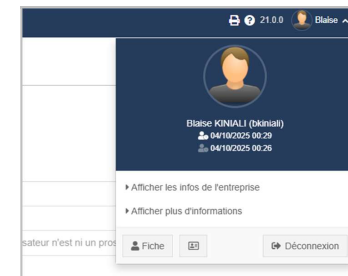 21.0.0 Blaise
Blaise KINIALI (bkiniali)
04/10/2025 00:29
04/10/2025 00:26
Afficher les infos de l'entreprise
Afficher plus d'informations
sateur n'est ni un pros
Fiche
Déconnexion